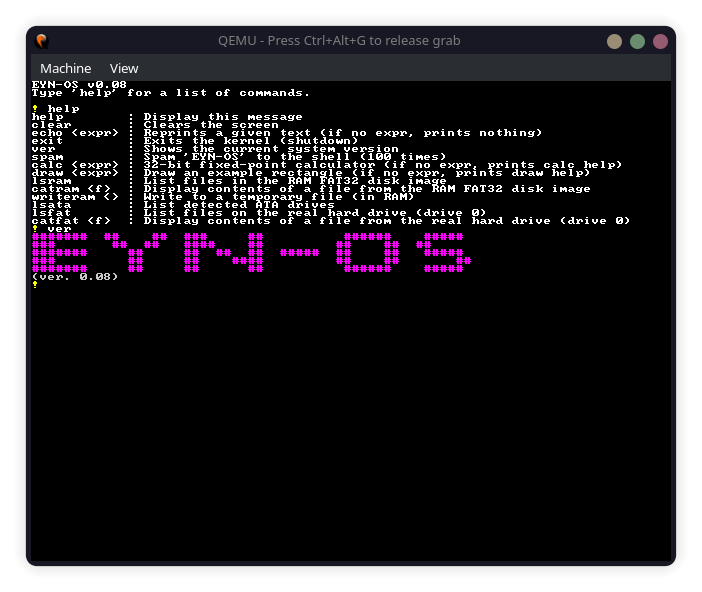 QEMU - Press Ctrl+Alt+G to release grab
Machine View
EYN-OS v0.08
Type 'help' for a list of commands.
! help
help : Display this message
clear : Clears the screen
echo <expr> : Reprints a given text (if no expr, prints nothing)
exit : Exits the kernel (shutdown)
ver : Shows the current system version
spam : Spam 'EYN-OS' to the shell (100 times)
calc <expr> : 32-bit fixed-point calculator (if no expr, prints calc help)
draw <expr> : Draw an example rectangle (if no expr, prints draw help)
lsram : List files in the RAM FAT32 disk image
catram <f> : Display contents of a file from the RAM FAT32 disk image
writeram <> : Write to a temporary file (in RAM)
lsata : List detected ATA drives
lsfat : List files on the real hard drive (drive 0)
catfat <f> : Display contents of a file from the real hard drive (drive 0)
! ver
EYN-OS
(ver. 0.08)
!